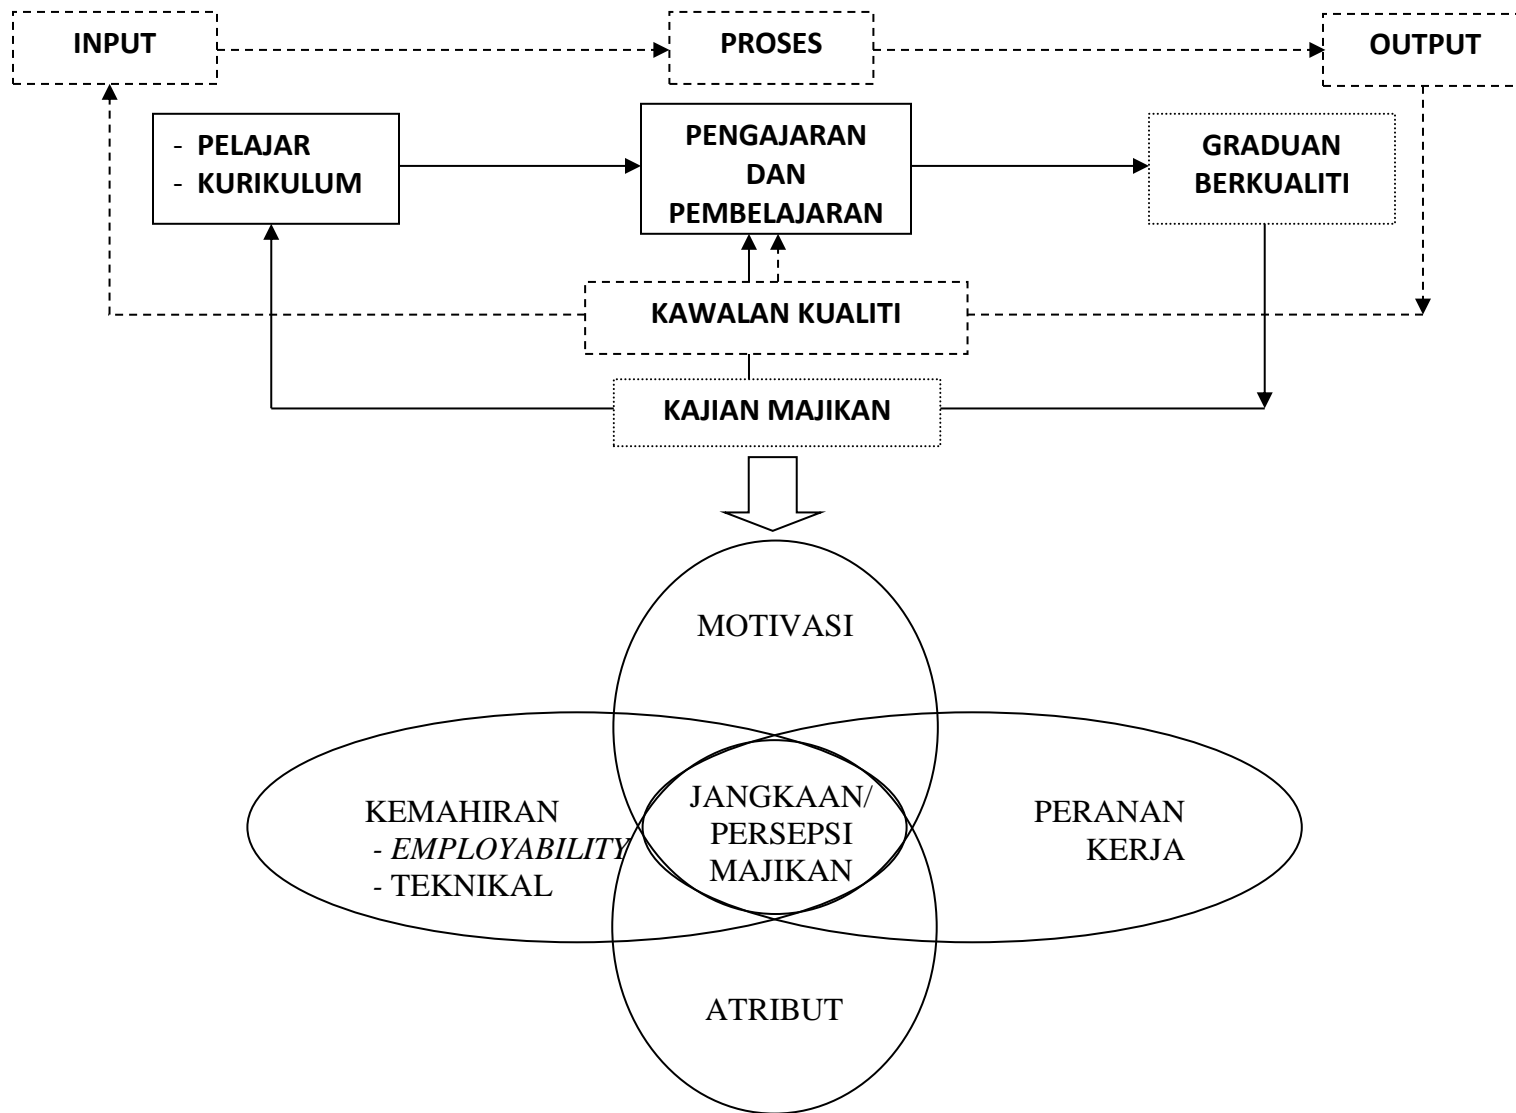 INPUT
PROSES
OUTPUT
- PELAJAR
- KURIKULUM
PENGAJARAN
DAN
PEMBELAJARAN
GRADUAN
BERKUALITI
KAWALAN KUALITI
KAJIAN MAJIKAN
MOTIVASI
KEMAHIRAN
- EMPLOYABILITY
- TEKNIKAL
JANGKAAN/
PERSEPSI
MAJIKAN
PERANAN
KERJA
ATRIBUT